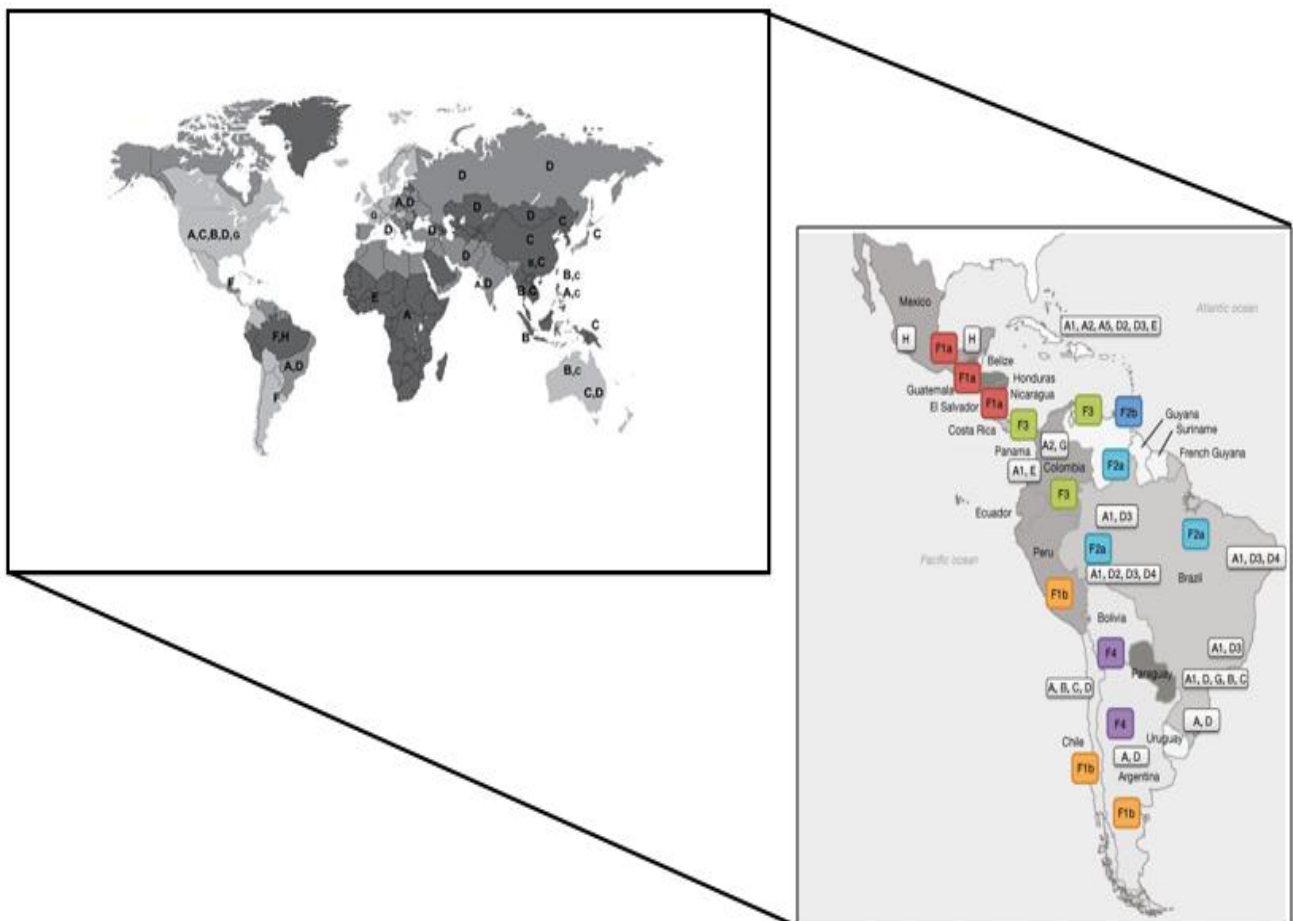 D
D
A,D
D
G
D
C
A,C,B,D,G
D
D
C
C
D
B,C
F
A,D
B,C
B,c
E
A,c
A
C
F,H
B
A,D
B,c
F
C,D
Mexico
Atlantic ocean
A1, A2, A5, D2, D3, E
H
F1a
H
Belize
F1a
Honduras
Guatemala
Nicaragua
F1a
El Salvador
F3
F2b
Guyana
F3
Costa Rica
Suriname
A2, G
Panama
French Guyana
A1, E
Colombia
F2a
F3
Ecuador
A1, D3
F2a
Peru
F2a
Pacific ocean
A1, D3, D4
A1, D2, D3, D4
Brazil
F1b
Bolivia
A1, D3
F4
Paraguay
A1, D, G, B, C
A, B, C, D
F4
A, D
Uruguay
Chile
A, D
F1b
Argentina
F1b